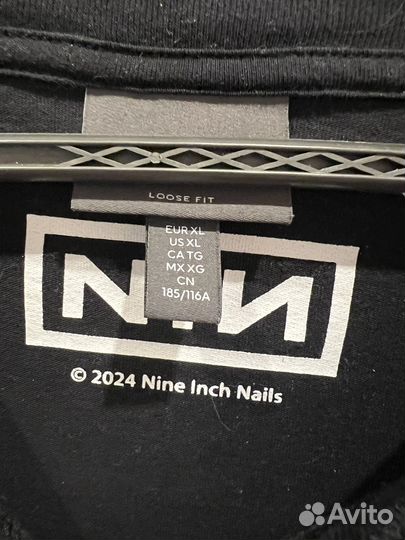 LOOSE FIT
EUR XL
US XL
CA TG
MX XG
CN
185/116A
NIN
© 2024 Nine Inch Nails
Avito